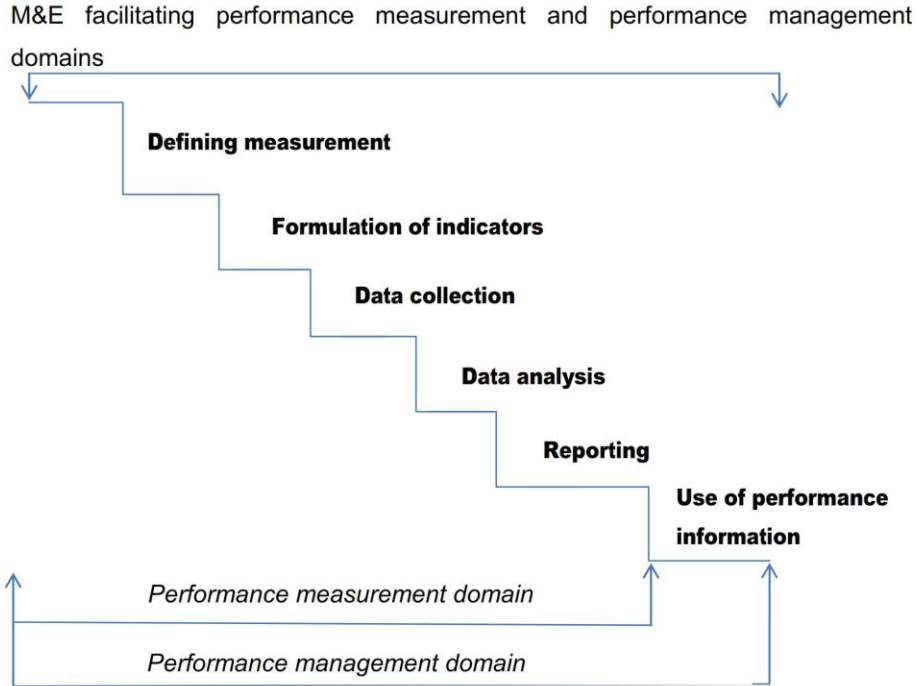 M&E facilitating performance measurement and performance management
domains
Defining measurement
Formulation of indicators
Data collection
Data analysis
Reporting
Use of performance
information
Performance measurement domain
Performance management domain